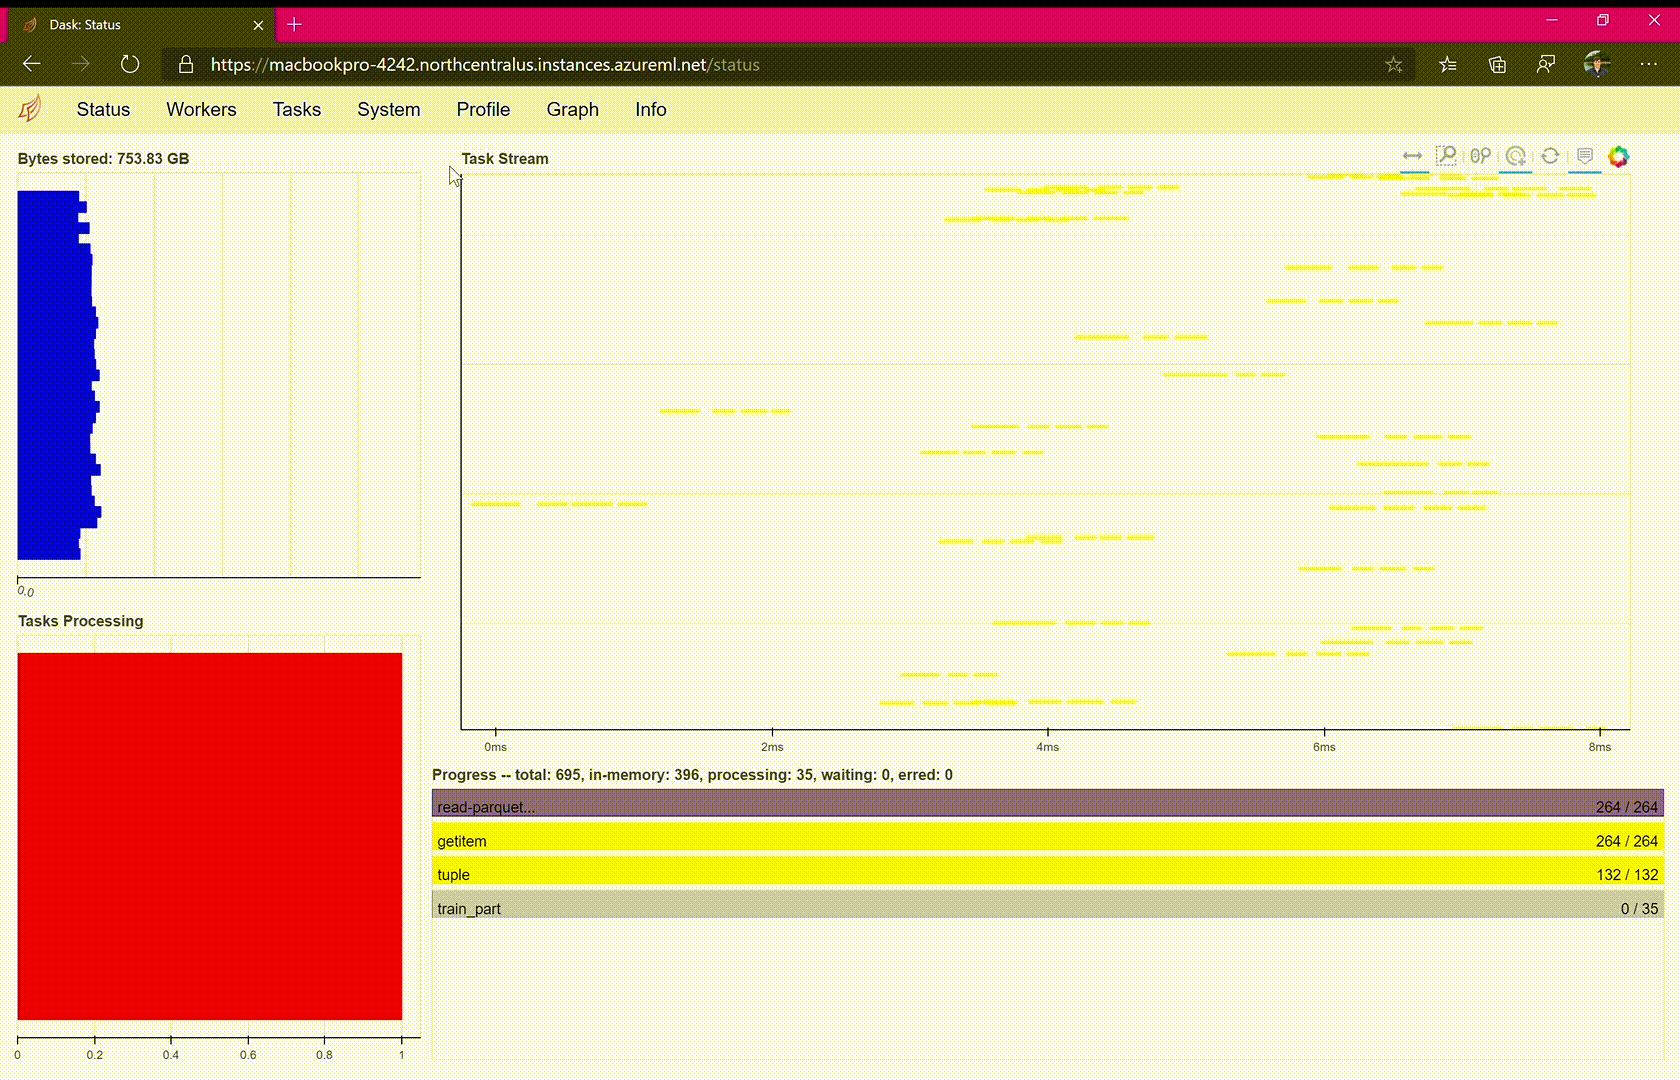 Dask: Status
https://macbookpro-4242.northcentralus.instances.azureml.net/status
Status Workers Tasks System Profile Graph Info
Bytes stored: 753.83 GB
0.0
Tasks Processing
0 0.2 0.4 0.6 0.8 1
Task Stream
0ms 2ms 4ms 6ms 8ms
Progress -- total: 695, in-memory: 396, processing: 35, waiting: 0, erred: 0
read-parquet... 264 / 264
getitem 264 / 264
tuple 132 / 132
train_part 0 / 35